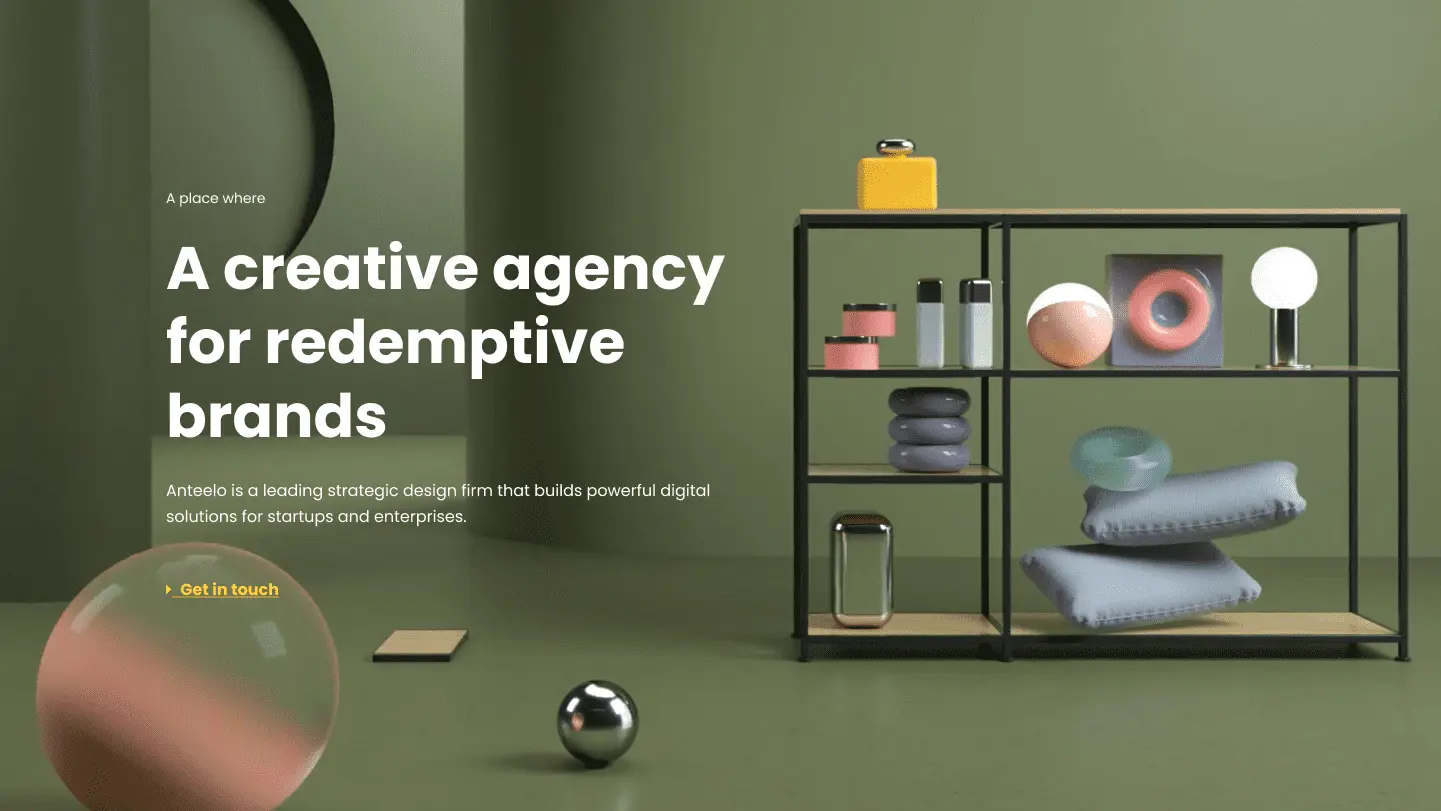 A place where
A creative agency
for redemptive
brands
Anteelo is a leading strategic design firm that builds powerful digital
solutions for startups and enterprises.
Get in touch